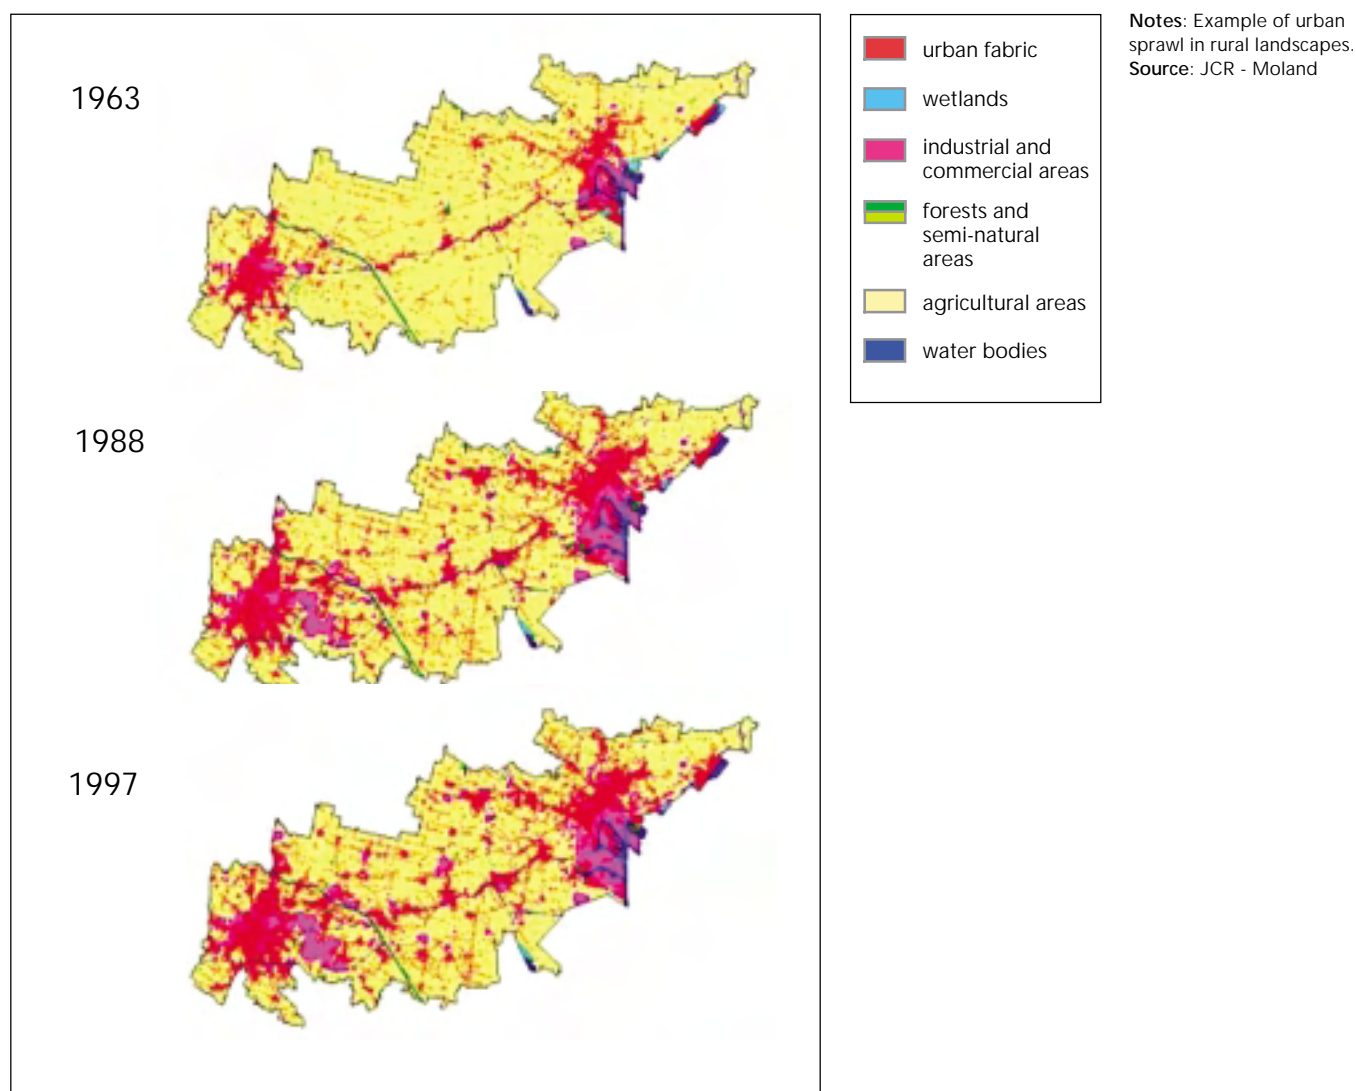 1963
1988
1997
urban fabric
wetlands
industrial and
commercial areas
forests and
semi-natural
areas
agricultural areas
water bodies
Notes: Example of urban
sprawl in rural landscapes.
Source: JCR - Moland